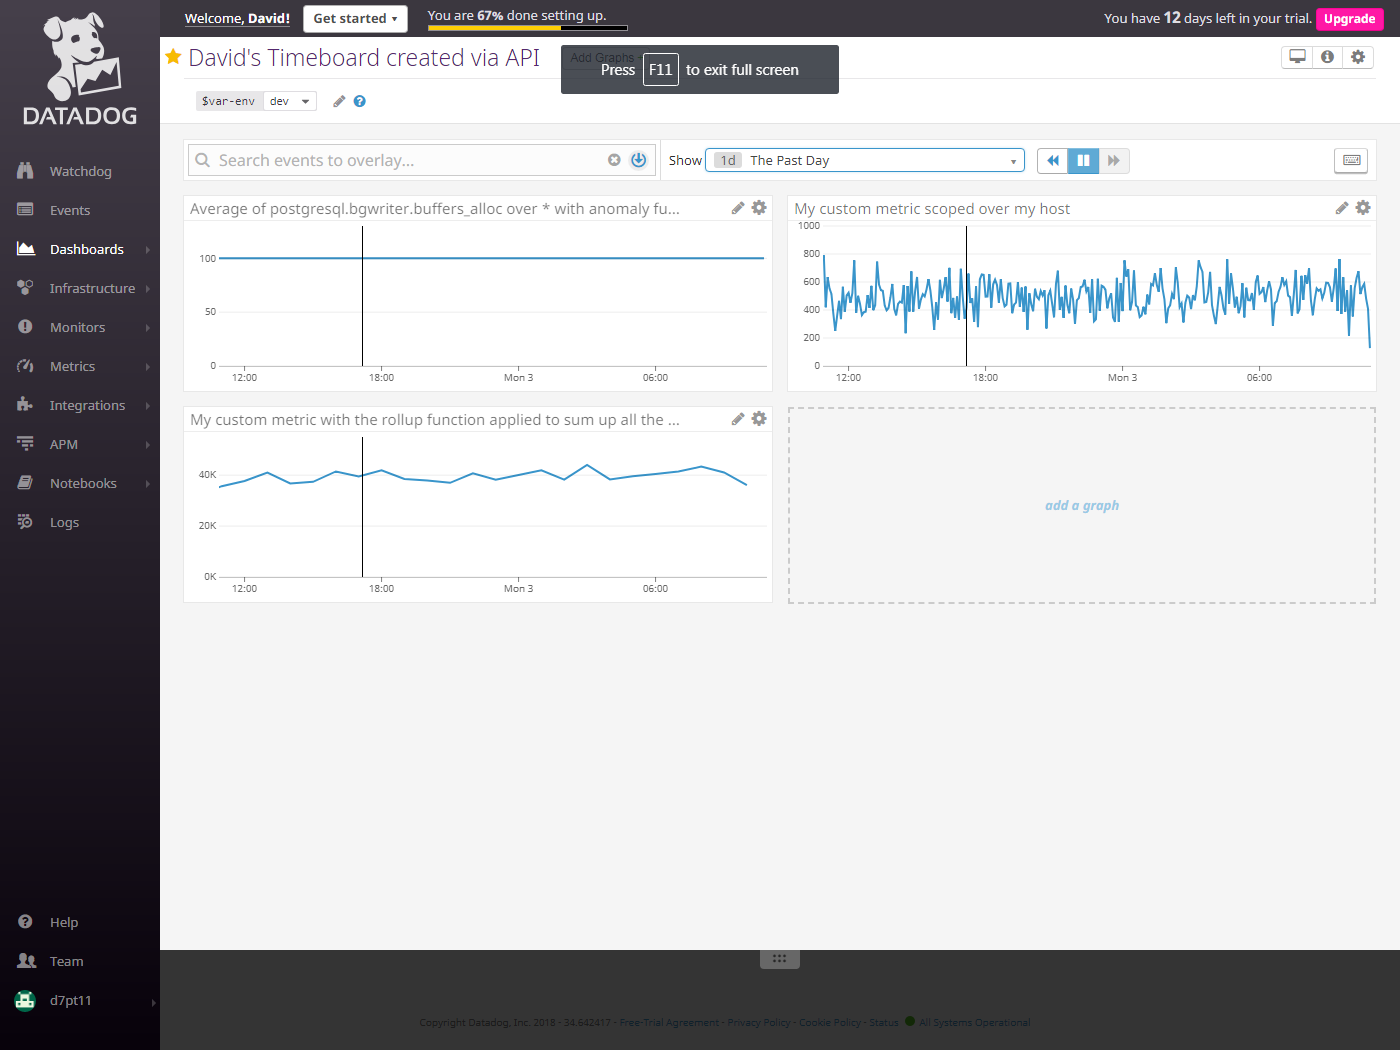 Welcome, David!
Get started
You are 67% done setting up.
You have 12 days left in your trial.
Upgrade
DATADOG
David's Timeboard created via API
Add Graphs
Press F11 to exit full screen
$var-env
dev
Watchdog
Events
Dashboards
Infrastructure
Monitors
Metrics
Integrations
APM
Notebooks
Logs
Search events to overlay...
Show
1d The Past Day
Average of postgresql.bgwriter.buffers_alloc over * with anomaly fu...
100
50
0
12:00
18:00
Mon 3
06:00
My custom metric scoped over my host
1000
800
600
400
200
0
12:00
18:00
Mon 3
06:00
My custom metric with the rollup function applied to sum up all the ...
40K
20K
0K
12:00
18:00
Mon 3
06:00
add a graph
Help
Team
d7pt11
Copyright Datadog, Inc. 2018 - 34.642417 - Free-Trial Agreement - Privacy Policy - Cookie Policy - Status All Systems Operational